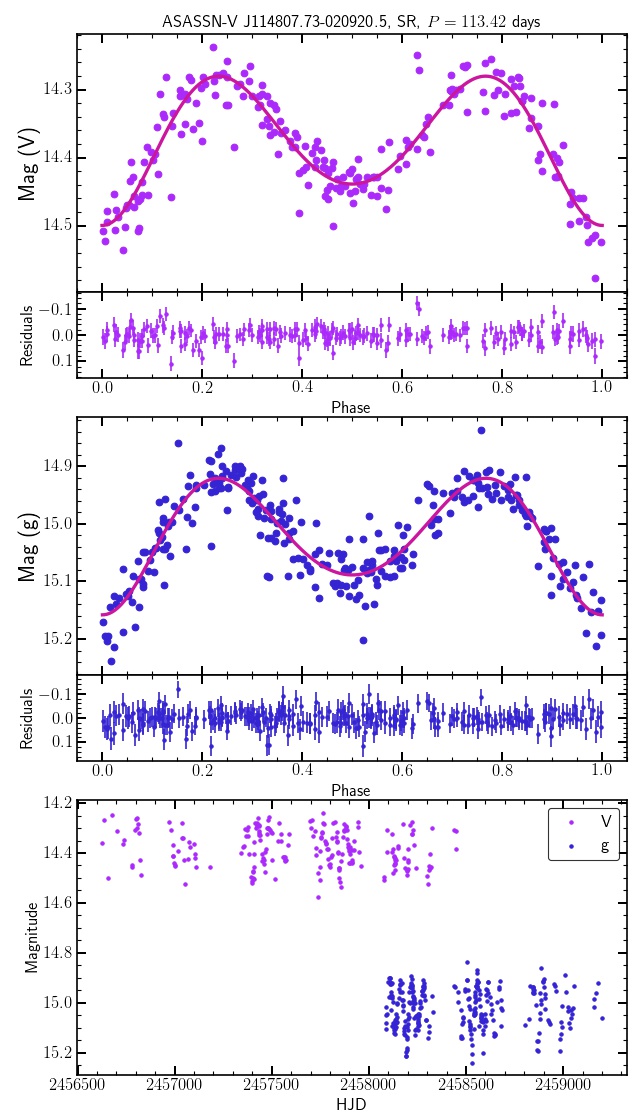 ASASSN-V J114807.73-020920.5, SR, P = 113.42 days
14.3
14.4
14.5
Mag (V)
−0.1
0.0
0.1
Residuals
0.0 0.2 0.4 0.6 0.8 1.0
Phase
14.9
15.0
15.1
15.2
Mag (g)
−0.1
0.0
0.1
Residuals
0.0 0.2 0.4 0.6 0.8 1.0
Phase
14.2
14.4
14.6
14.8
15.0
15.2
Magnitude
V
g
2456500 2457000 2457500 2458000 2458500 2459000
HJD